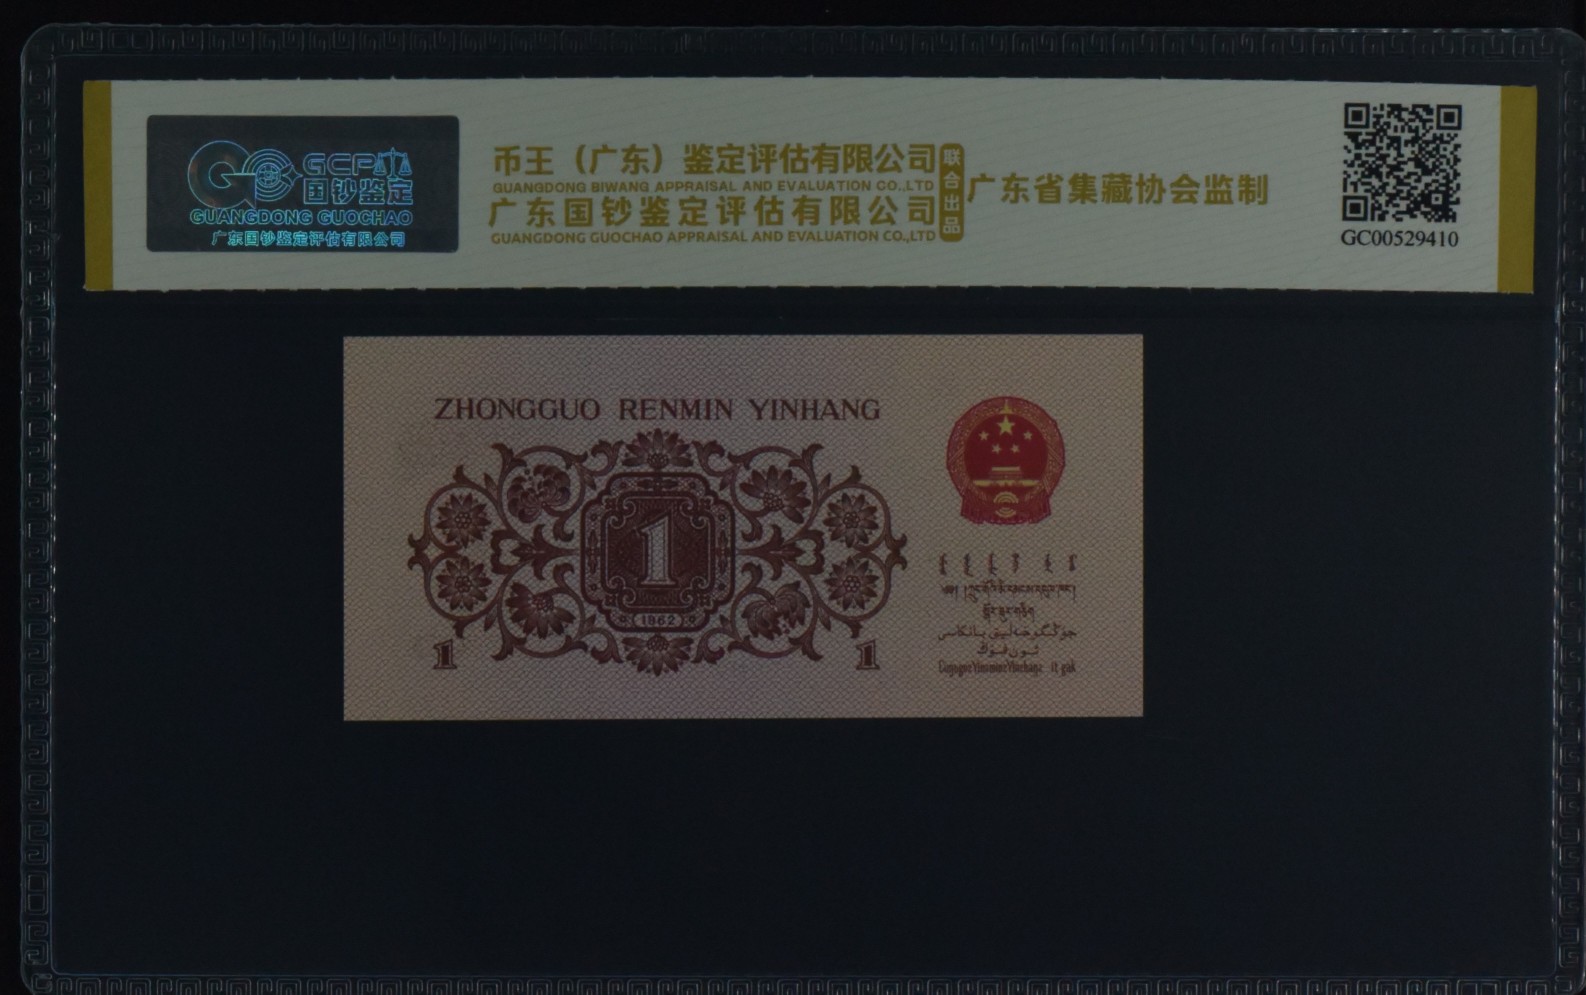 GCP
国钞鉴定
GUANGDONG GUOCHAO
广东国钞鉴定评估有限公司
币王（广东）鉴定评估有限公司
GUANGDONG BIWANG APPRAISAL AND EVALUATION CO.,LTD
广东国钞鉴定评估有限公司
GUANGDONG GUOCHAO APPRAISAL AND EVALUATION CO.,LTD
联合出品
广东省集藏协会监制
GC00529410
ZHONGGUO RENMIN YINHANG
1
1962
1
1